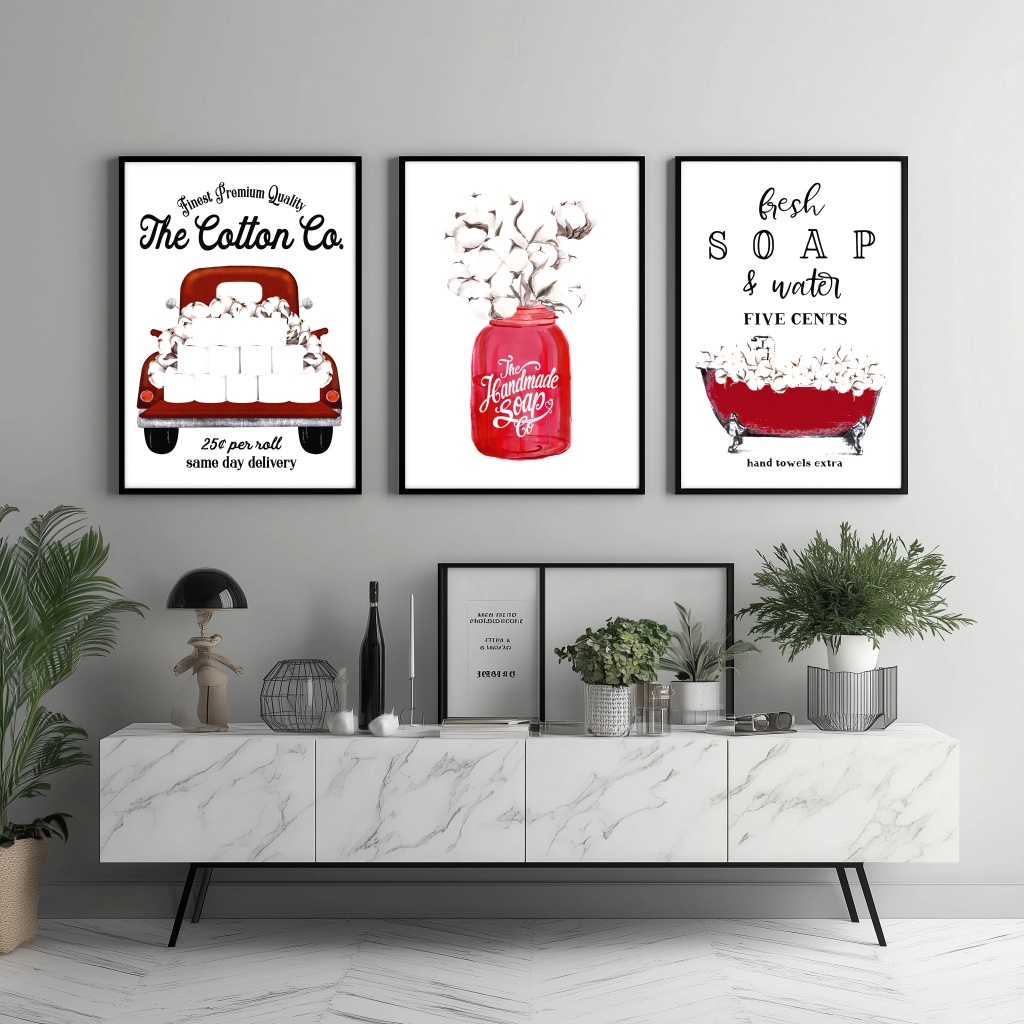 Finest Premium Quality
The Cotton Co.
25¢ per roll
same day delivery
The
Handmade
Soap
Co
fresh
SOAP
& water
FIVE CENTS
hand towels extra